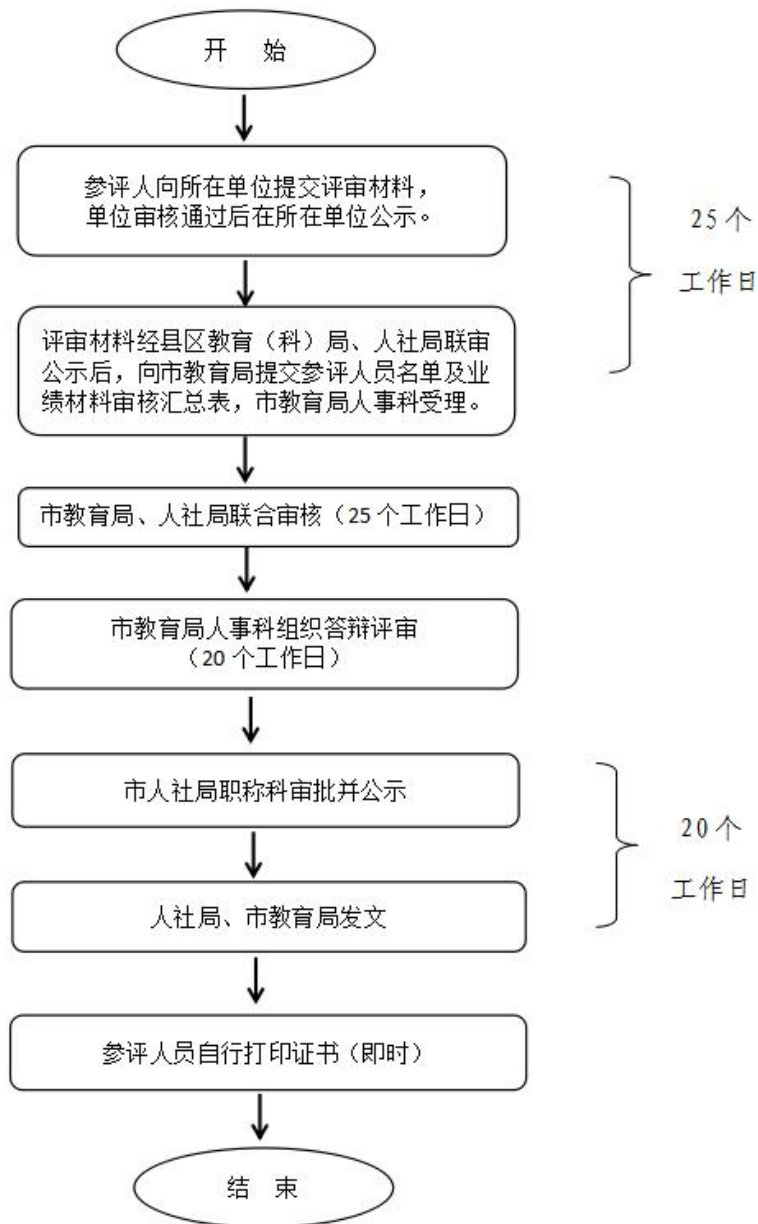 开 始
参评人向所在单位提交评审材料，
单位审核通过后在所在单位公示。
25个
工作日
评审材料经县区教育（科）局、人社局联审
公示后，向市教育局提交参评人员名单及业
绩材料审核汇总表，市教育局人事科受理。
市教育局、人社局联合审核（25个工作日）
市教育局人事科组织答辩评审
（20个工作日）
市人社局职称科审批并公示
20个
工作日
人社局、市教育局发文
参评人员自行打印证书（即时）
结 束